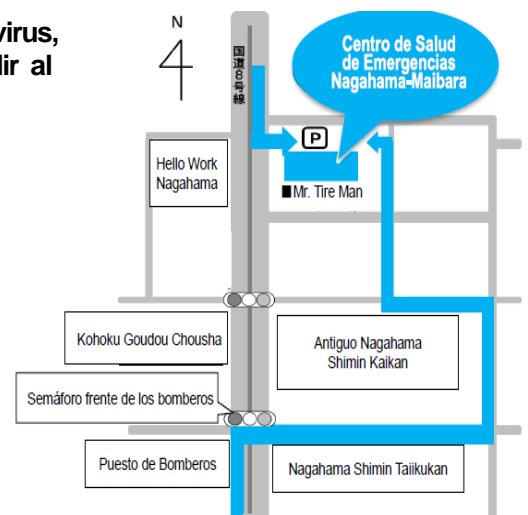 virus,
dir al
N
国道8号線
Centro de Salud
de Emergencias
Nagahama-Maibara
P
Hello Work
Nagahama
■Mr. Tire Man
Kohoku Goudou Chousha
Antiguo Nagahama
Shimin Kaikan
Semáforo frente de los bomberos
Puesto de Bomberos
Nagahama Shimin Taiikukan